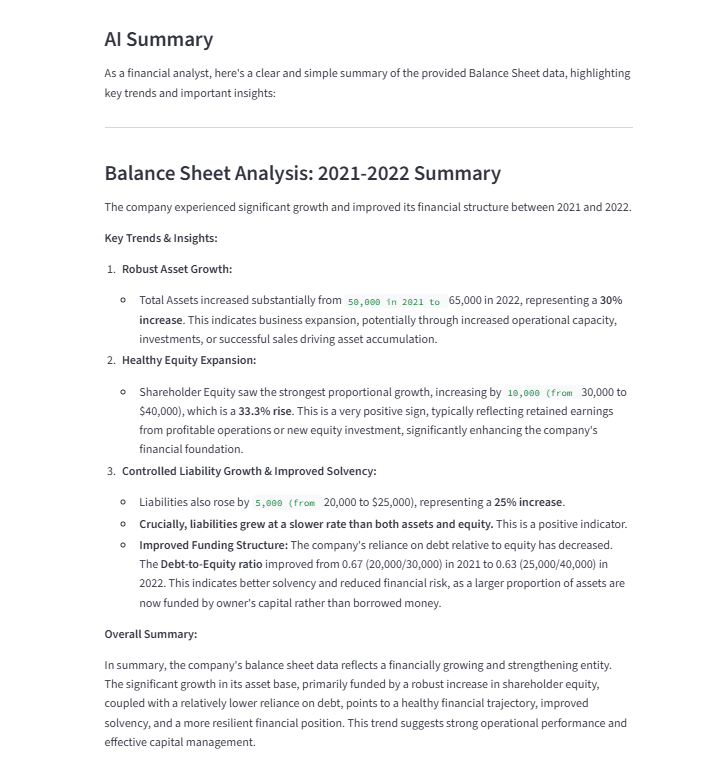 AI Summary
As a financial analyst, here's a clear and simple summary of the provided Balance Sheet data, highlighting
key trends and important insights:
Balance Sheet Analysis: 2021-2022 Summary
The company experienced significant growth and improved its financial structure between 2021 and 2022.
Key Trends & Insights:
1. Robust Asset Growth:
Total Assets increased substantially from 50,000 in 2021 to 65,000 in 2022, representing a 30%
increase. This indicates business expansion, potentially through increased operational capacity,
investments, or successful sales driving asset accumulation.
2. Healthy Equity Expansion:
Shareholder Equity saw the strongest proportional growth, increasing by 10,000 (from 30,000 to
$40,000), which is a 33.3% rise. This is a very positive sign, typically reflecting retained earnings
from profitable operations or new equity investment, significantly enhancing the company's
financial foundation.
3. Controlled Liability Growth & Improved Solvency:
Liabilities also rose by 5,000 (from 20,000 to $25,000), representing a 25% increase.
Crucially, liabilities grew at a slower rate than both assets and equity. This is a positive indicator.
Improved Funding Structure: The company's reliance on debt relative to equity has decreased.
The Debt-to-Equity ratio improved from 0.67 (20,000/30,000) in 2021 to 0.63 (25,000/40,000) in
2022. This indicates better solvency and reduced financial risk, as a larger proportion of assets are
now funded by owner's capital rather than borrowed money.
Overall Summary:
In summary, the company's balance sheet data reflects a financially growing and strengthening entity.
The significant growth in its asset base, primarily funded by a robust increase in shareholder equity,
coupled with a relatively lower reliance on debt, points to a healthy financial trajectory, improved
solvency, and a more resilient financial position. This trend suggests strong operational performance and
effective capital management.